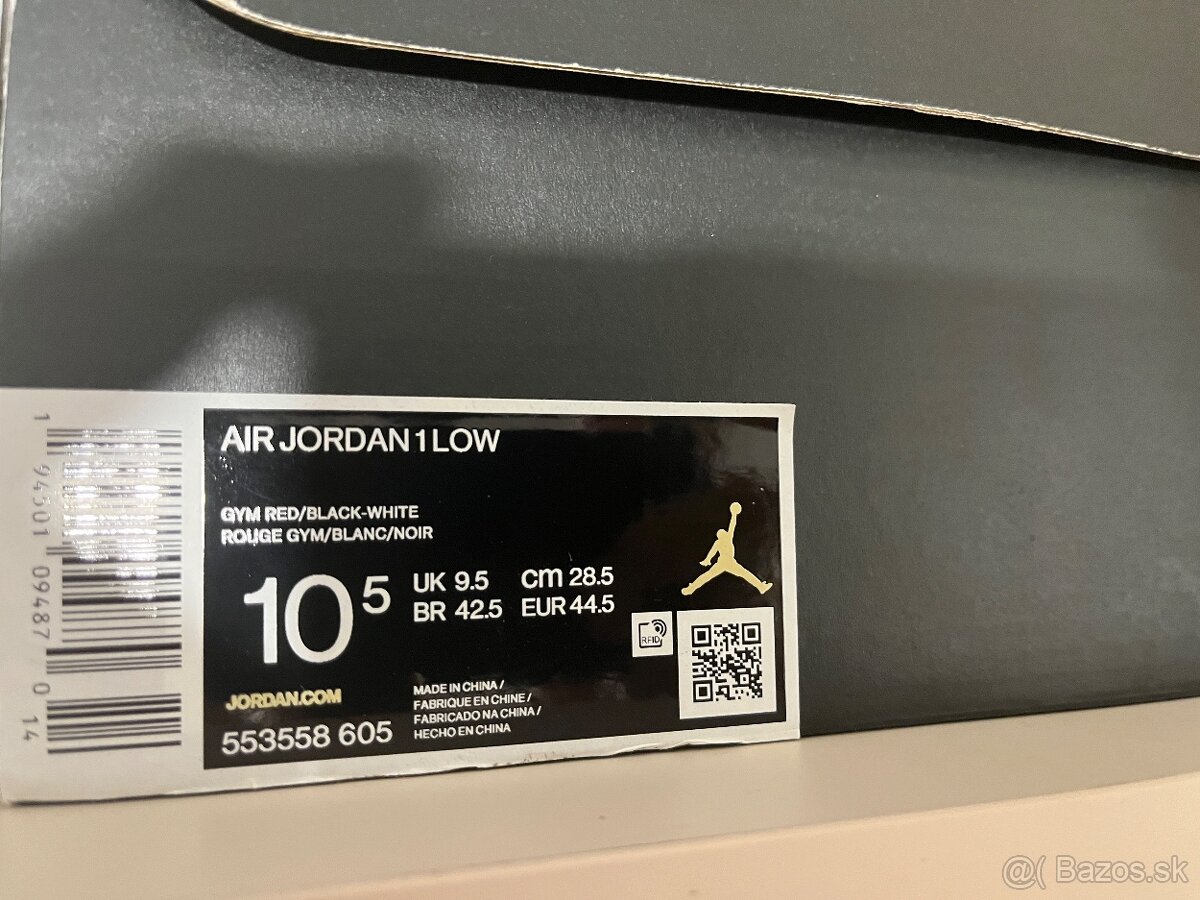 AIR JORDAN 1 LOW
GYM RED/BLACK-WHITE
ROUGE GYM/BLANC/NOIR
10.5
UK 9.5 cm 28.5
BR 42.5 EUR 44.5
RFID
JORDAN.COM
553558 605
MADE IN CHINA /
FABRIQUE EN CHINE /
FABRICADO NA CHINA /
HECHO EN CHINA
1 94501 09487 0 14
@( Bazos.sk